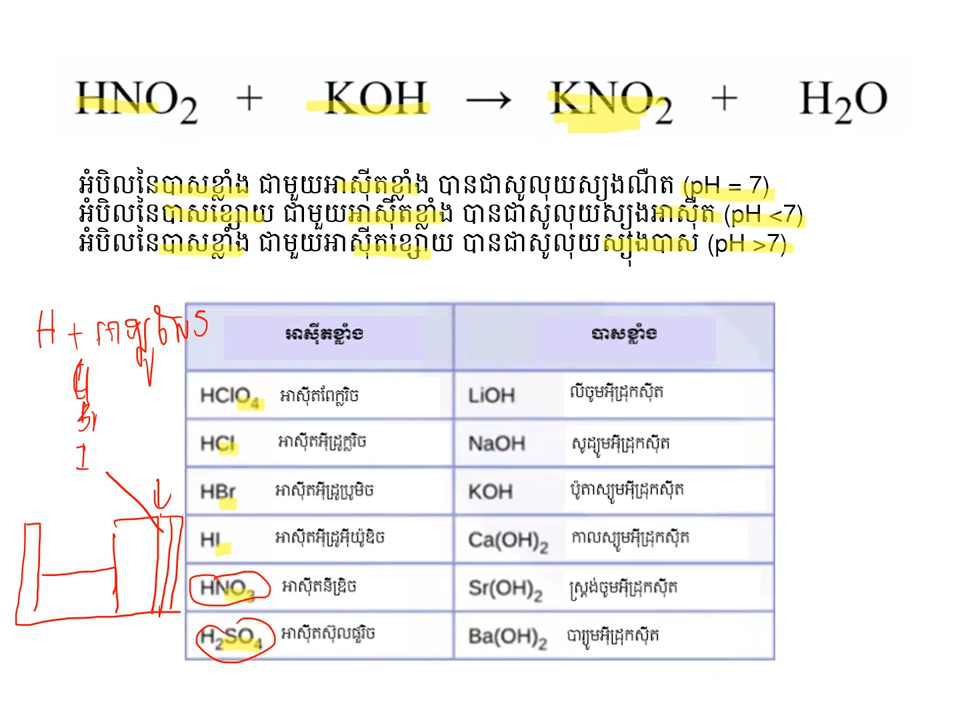 HNO₂ + KOH → KNO₂ + H₂O
អំបិលនៃបាសខ្លាំង ជាមួយអាស៊ីតខ្លាំង បានជាសូលុយស្យុងណឺត (pH = 7)
អំបិលនៃបាសខ្សោយ ជាមួយអាស៊ីតខ្លាំង បានជាសូលុយស្យុងអាស៊ីត (pH <7)
អំបិលនៃបាសខ្លាំង ជាមួយអាស៊ីតខ្សោយ បានជាសូលុយស្យុងបាស (pH >7)
H +
Br
I
អាស៊ីតខ្លាំង បាសខ្លាំង
HClO₄ អាស៊ីតពែក្លរិច LiOH លីចូមអ៊ីដ្រុកស៊ីត
HCl អាស៊ីតអ៊ីដ្រូក្លរិច NaOH សូដ្យូមអ៊ីដ្រុកស៊ីត
HBr អាស៊ីតអ៊ីដ្រូប្រូមិច KOH ប៉ូតាស្យូមអ៊ីដ្រុកស៊ីត
HI អាស៊ីតអ៊ីដ្រូអ៊ីយ៉ូឌិច Ca(OH)₂ កាលស្យូមអ៊ីដ្រុកស៊ីត
HNO₃ អាស៊ីតនីឌ្រិច Sr(OH)₂ ស្ត្រង់ចូមអ៊ីដ្រុកស៊ីត
H₂SO₄ អាស៊ីតស៊ុលផួរិច Ba(OH)₂ បារ្យូមអ៊ីដ្រុកស៊ីត